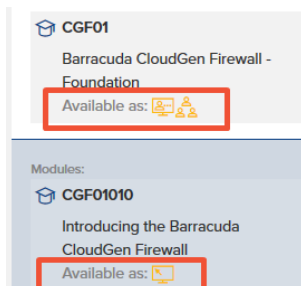 CGF01
Barracuda CloudGen Firewall -
Foundation
Available as:
Modules:
CGF01010
Introducing the Barracuda
CloudGen Firewall
Available as: